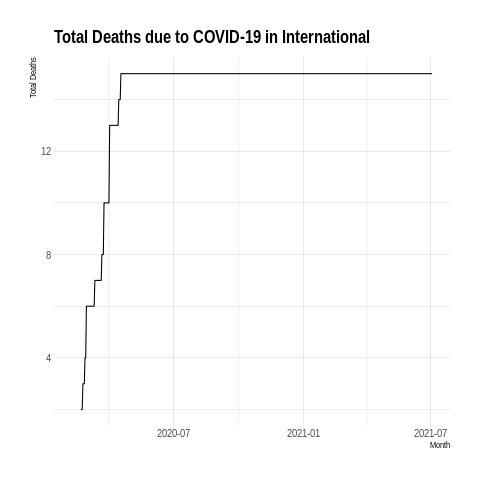 Total Deaths due to COVID-19 in International
Total Deaths
12
8
4
2020-07 2021-01 2021-07
Month